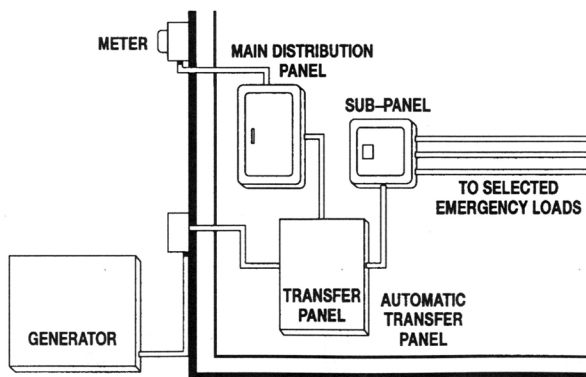 METER
MAIN DISTRIBUTION
PANEL
SUB–PANEL
TO SELECTED
EMERGENCY LOADS
GENERATOR
TRANSFER
PANEL
AUTOMATIC
TRANSFER
PANEL